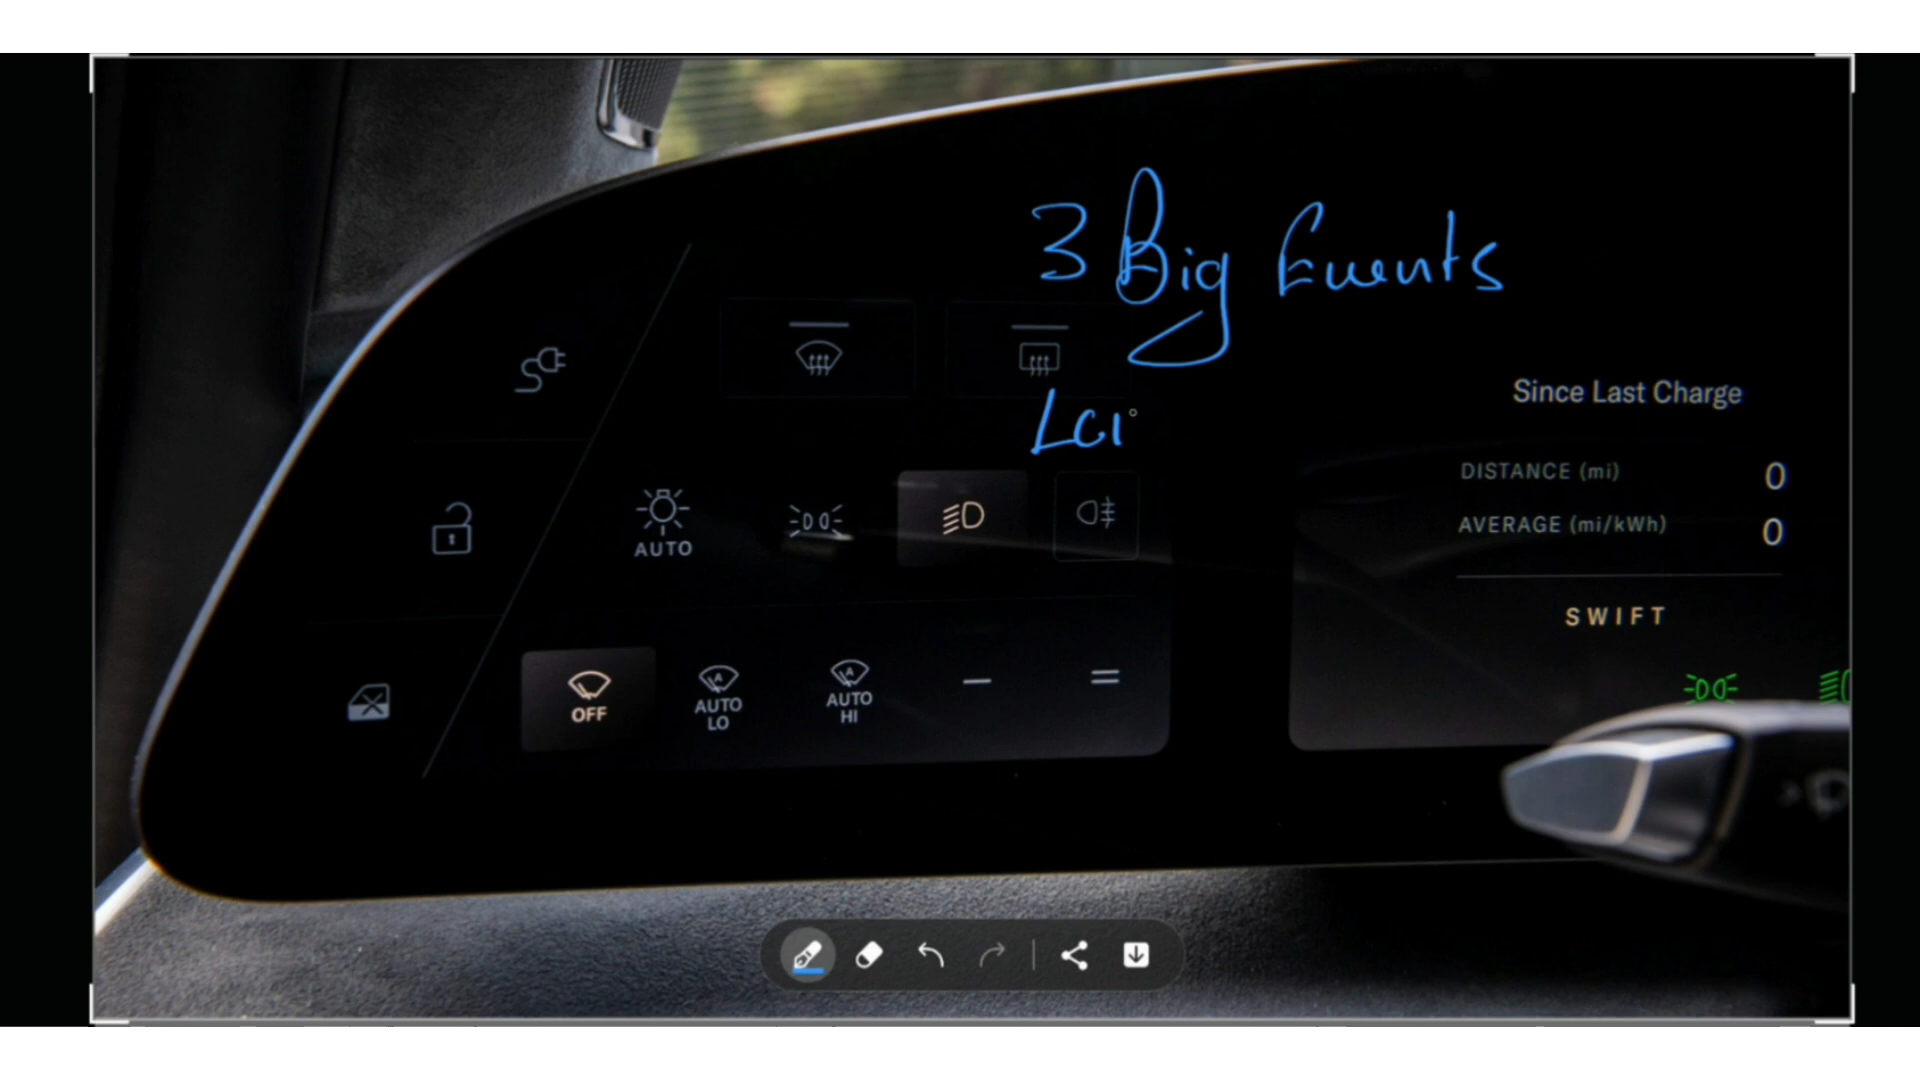 3 Big Events
Since Last Charge
Lci
DISTANCE (mi) 0
AVERAGE (mi/kWh) 0
AUTO
SWIFT
OFF
AUTO
LO
AUTO
HI